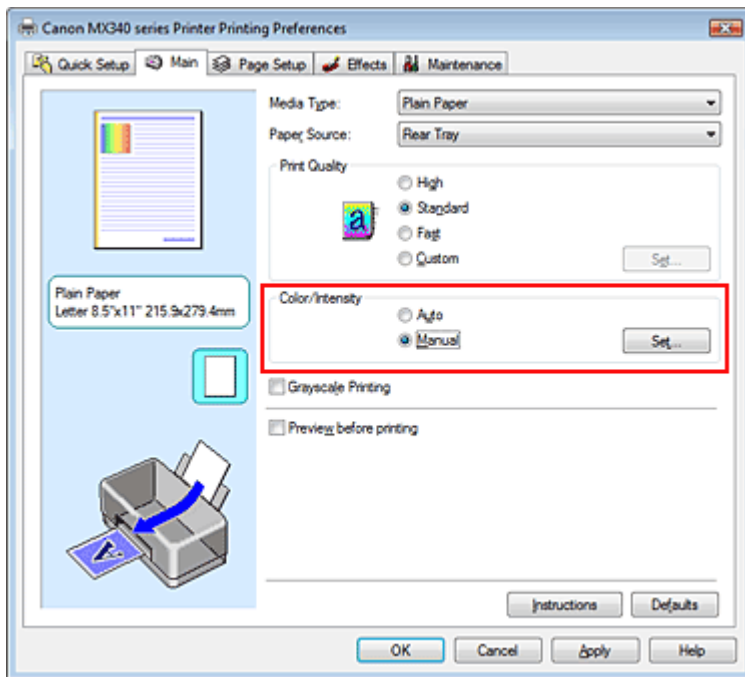 Canon MX340 series Printer Printing Preferences
Quick Setup Main Page Setup Effects Maintenance
Media Type: Plain Paper
Paper Source: Rear Tray
Print Quality
High
a Standard
Fast
Custom Set...
Plain Paper
Letter 8.5"x11" 215.9x279.4mm
Color/Intensity
Auto
Manual Set...
Grayscale Printing
Preview before printing
A
Instructions Defaults
OK Cancel Apply Help